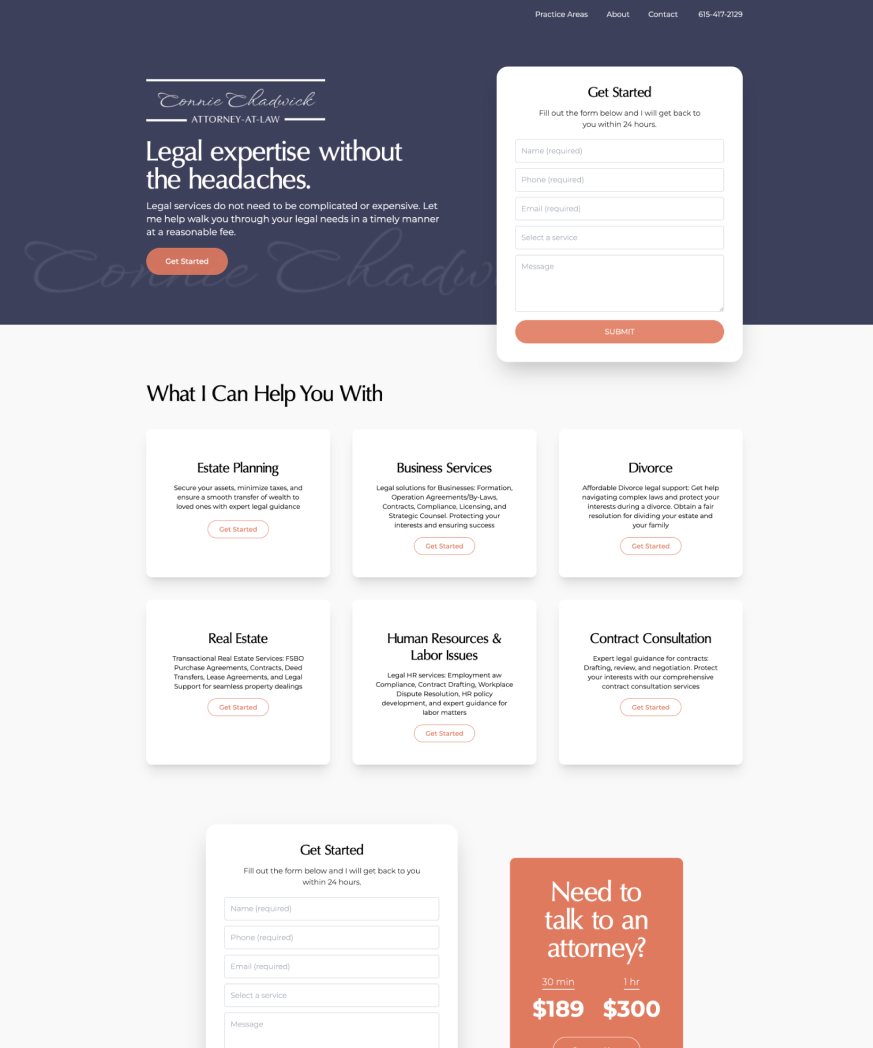 Practice Areas About Contact 615-417-2129
Connie Chadwick
ATTORNEY-AT-LAW
Legal expertise without
the headaches.
Legal services do not need to be complicated or expensive. Let
me help walk you through your legal needs in a timely manner
at a reasonable fee.
Get Started
Connie Chadw
Get Started
Fill out the form below and I will get back to
you within 24 hours.
Name (required)
Phone (required)
Email (required)
Select a service
Message
SUBMIT
What I Can Help You With
Estate Planning
Secure your assets, minimize taxes, and
ensure a smooth transfer of wealth to
loved ones with expert legal guidance
Get Started
Business Services
Legal solutions for Businesses: Formation,
Operation Agreements/By-Laws,
Contracts, Compliance, Licensing, and
Strategic Counsel. Protecting your
interests and ensuring success
Get Started
Divorce
Affordable Divorce legal support: Get help
navigating complex laws and protect your
interests during a divorce. Obtain a fair
resolution for dividing your estate and
your family
Get Started
Real Estate
Transactional Real Estate Services: FSBO
Purchase Agreements, Contracts, Deed
Transfers, Lease Agreements, and Legal
Support for seamless property dealings
Get Started
Human Resources &
Labor Issues
Legal HR services: Employment aw
Compliance, Contract Drafting, Workplace
Dispute Resolution, HR policy
development, and expert guidance for
labor matters
Get Started
Contract Consultation
Expert legal guidance for contracts:
Drafting, review, and negotiation. Protect
your interests with our comprehensive
contract consultation services
Get Started
Get Started
Fill out the form below and I will get back to you
within 24 hours.
Name (required)
Phone (required)
Email (required)
Select a service
Message
Need to
talk to an
attorney?
30 min 1 hr
$189 $300